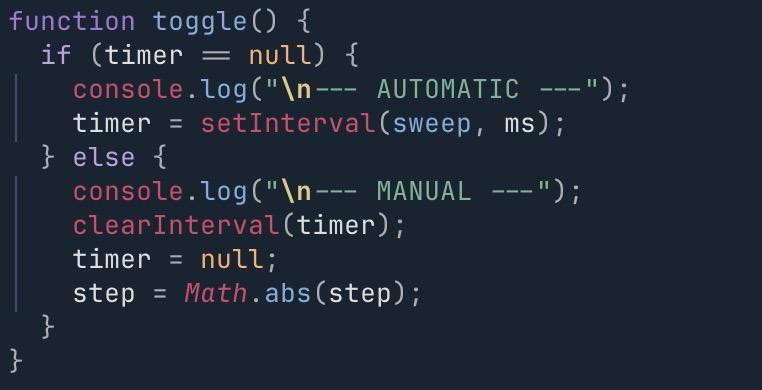 function toggle() {
  if (timer == null) {
    console.log("\n--- AUTOMATIC ---");
    timer = setInterval(sweep, ms);
  } else {
    console.log("\n--- MANUAL ---");
    clearInterval(timer);
    timer = null;
    step = Math.abs(step);
  }
}